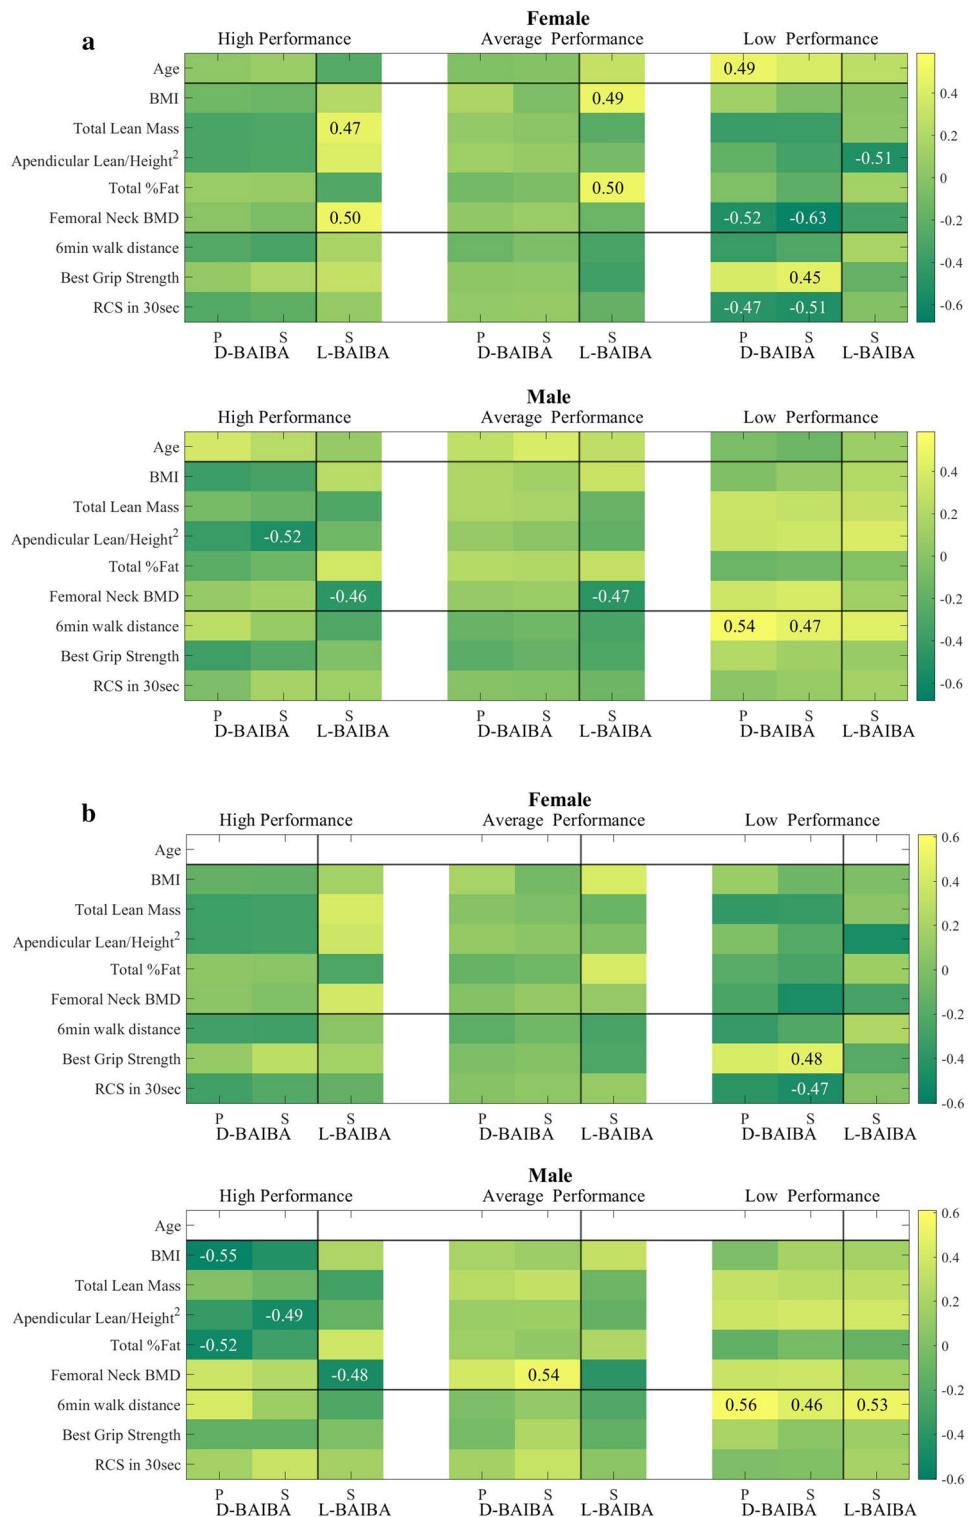 a
Female
High Performance Average Performance Low Performance
Age 0.49
BMI 0.49
Total Lean Mass 0.47
Apendicular Lean/Height2 -0.51
Total %Fat 0.50
Femoral Neck BMD 0.50 -0.52 -0.63
6min walk distance
Best Grip Strength 0.45
RCS in 30sec -0.47 -0.51
0.4
0.2
0
-0.2
-0.4
-0.6
P S S P S S P S S
D-BAIBA L-BAIBA D-BAIBA L-BAIBA D-BAIBA L-BAIBA
Male
High Performance Average Performance Low Performance
Age
BMI
Total Lean Mass
Apendicular Lean/Height2 -0.52
Total %Fat
Femoral Neck BMD -0.46 -0.47
6min walk distance 0.54 0.47
Best Grip Strength
RCS in 30sec
0.4
0.2
0
-0.2
-0.4
-0.6
P S S P S S P S S
D-BAIBA L-BAIBA D-BAIBA L-BAIBA D-BAIBA L-BAIBA
b
Female
High Performance Average Performance Low Performance
Age
BMI
Total Lean Mass
Apendicular Lean/Height2
Total %Fat
Femoral Neck BMD
6min walk distance
Best Grip Strength 0.48
RCS in 30sec -0.47
0.6
0.4
0.2
0
-0.2
-0.4
-0.6
P S S P S S P S S
D-BAIBA L-BAIBA D-BAIBA L-BAIBA D-BAIBA L-BAIBA
Male
High Performance Average Performance Low Performance
Age
BMI -0.55
Total Lean Mass
Apendicular Lean/Height2 -0.49
Total %Fat -0.52
Femoral Neck BMD -0.48 0.54
6min walk distance 0.56 0.46 0.53
Best Grip Strength
RCS in 30sec
0.6
0.4
0.2
0
-0.2
-0.4
-0.6
P S S P S S P S S
D-BAIBA L-BAIBA D-BAIBA L-BAIBA D-BAIBA L-BAIBA